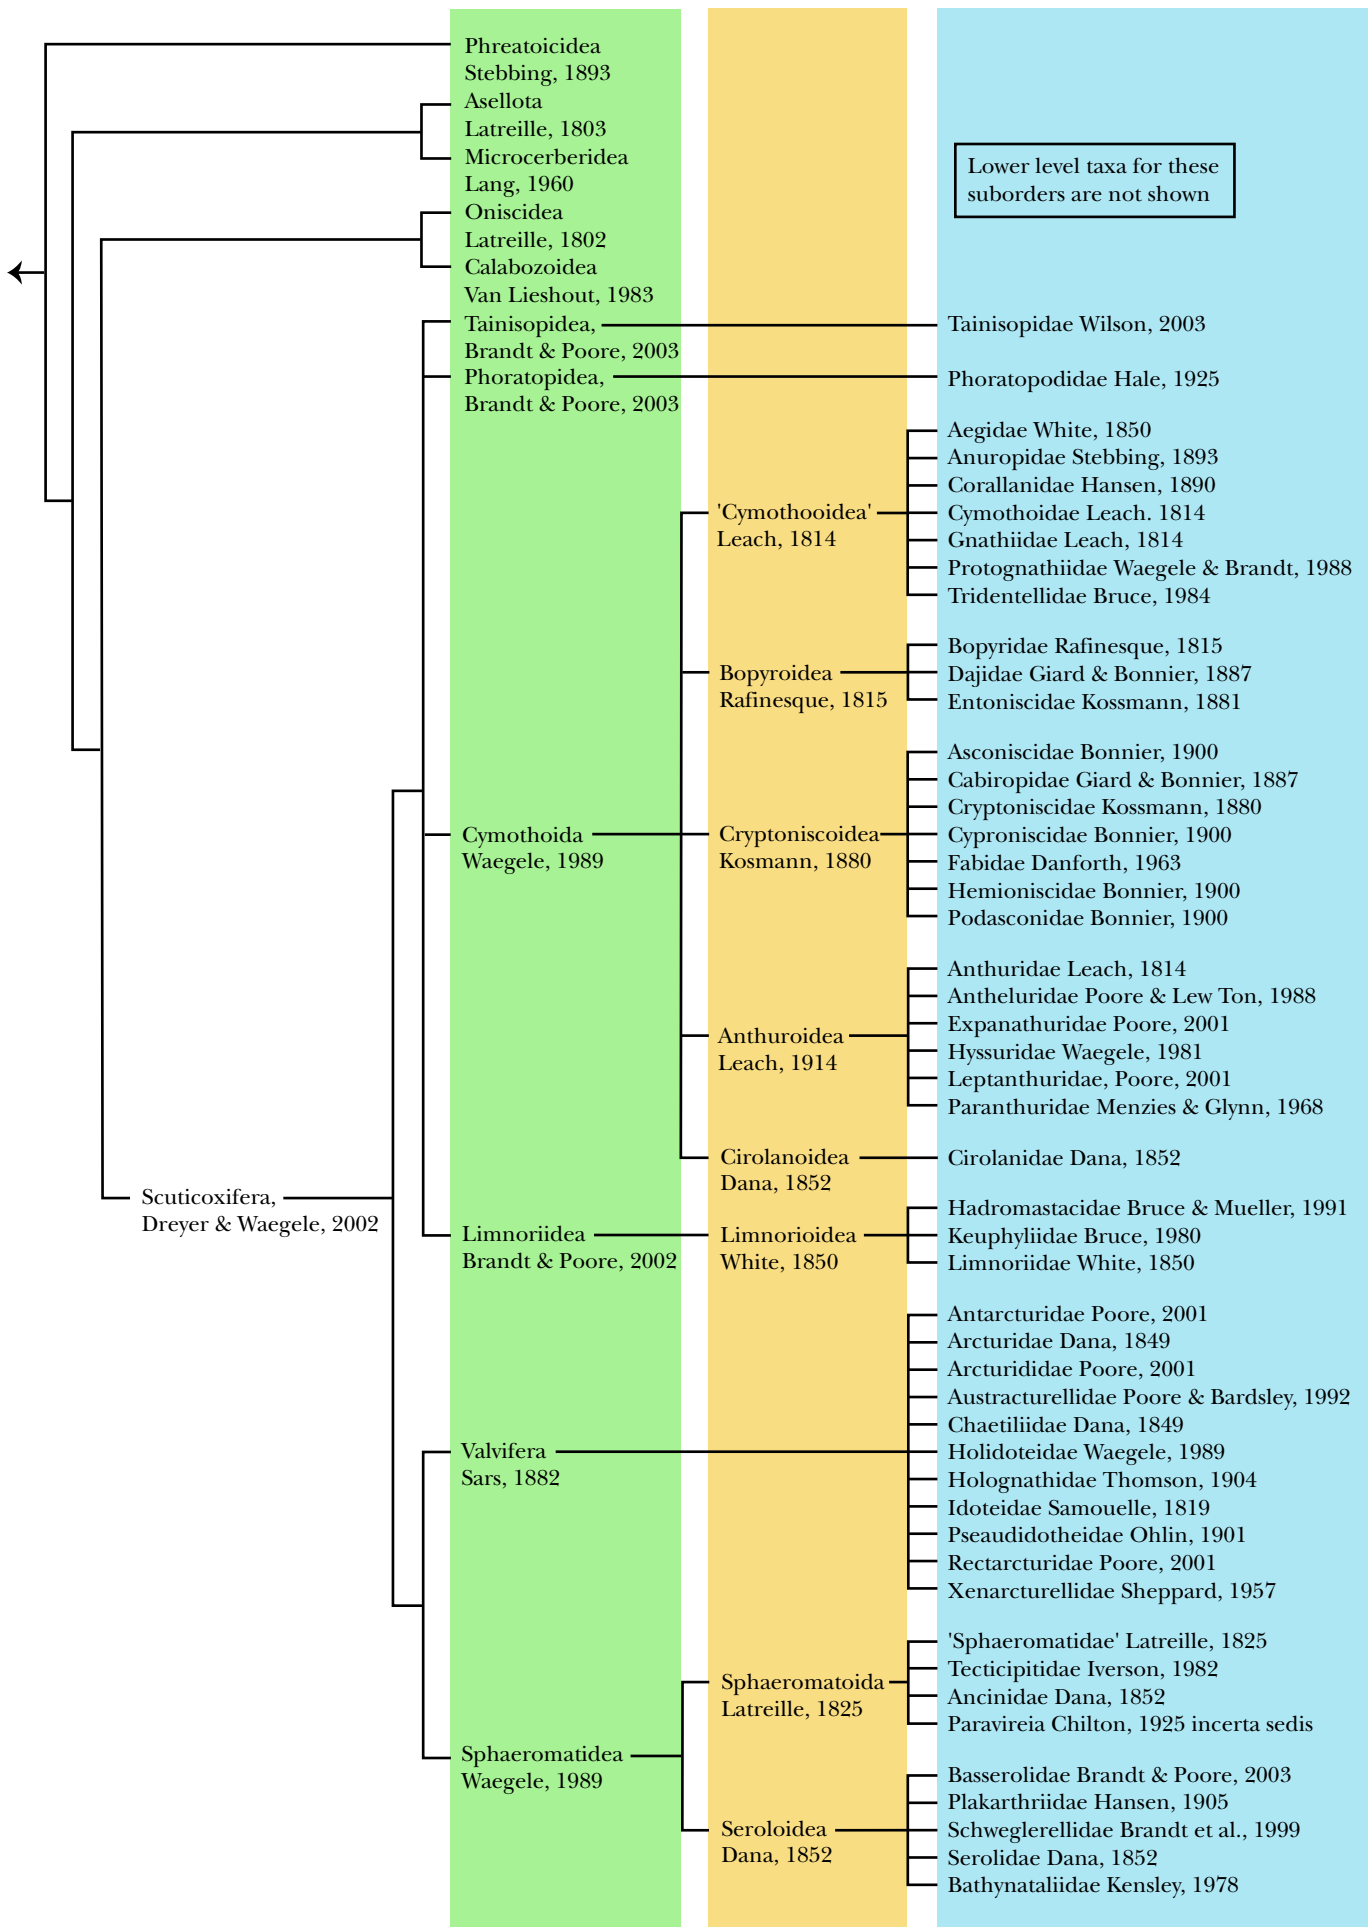 Phreatoicidea
Stebbing, 1893
Asellota
Latreille, 1803
Microcerberidea
Lang, 1960
Lower level taxa for these
suborders are not shown
Oniscidea
Latreille, 1802
Calabozoidea
Van Lieshout, 1983
Tainisopidea,
Brandt & Poore, 2003
Tainisopidae Wilson, 2003
Phoratopidea,
Brandt & Poore, 2003
Phoratopodidae Hale, 1925
Scuticoxifera,
Dreyer & Waegele, 2002
Cymothoida
Waegele, 1989
'Cymothooidea'
Leach, 1814
Aegidae White, 1850
Anuropidae Stebbing, 1893
Corallanidae Hansen, 1890
Cymothoidae Leach. 1814
Gnathiidae Leach, 1814
Protognathiidae Waegele & Brandt, 1988
Tridentellidae Bruce, 1984
Bopyroidea
Rafinesque, 1815
Bopyridae Rafinesque, 1815
Dajidae Giard & Bonnier, 1887
Entoniscidae Kossmann, 1881
Cryptoniscoidea
Kosmann, 1880
Asconiscidae Bonnier, 1900
Cabiropidae Giard & Bonnier, 1887
Cryptoniscidae Kossmann, 1880
Cyproniscidae Bonnier, 1900
Fabidae Danforth, 1963
Hemioniscidae Bonnier, 1900
Podasconidae Bonnier, 1900
Anthuroidea
Leach, 1914
Anthuridae Leach, 1814
Antheluridae Poore & Lew Ton, 1988
Expanathuridae Poore, 2001
Hyssuridae Waegele, 1981
Leptanthuridae, Poore, 2001
Paranthuridae Menzies & Glynn, 1968
Cirolanoidea
Dana, 1852
Cirolanidae Dana, 1852
Limnoriidea
Brandt & Poore, 2002
Limnorioidea
White, 1850
Hadromastacidae Bruce & Mueller, 1991
Keuphyliidae Bruce, 1980
Limnoriidae White, 1850
Valvifera
Sars, 1882
Antarcturidae Poore, 2001
Arcturidae Dana, 1849
Arcturididae Poore, 2001
Austracturellidae Poore & Bardsley, 1992
Chaetiliidae Dana, 1849
Holidoteidae Waegele, 1989
Holognathidae Thomson, 1904
Idoteidae Samouelle, 1819
Pseaudidotheidae Ohlin, 1901
Rectarcturidae Poore, 2001
Xenarcturellidae Sheppard, 1957
Sphaeromatidea
Waegele, 1989
Sphaeromatoida
Latreille, 1825
'Sphaeromatidae' Latreille, 1825
Tecticipitidae Iverson, 1982
Ancinidae Dana, 1852
Paravireia Chilton, 1925 incerta sedis
Seroloidea
Dana, 1852
Basserolidae Brandt & Poore, 2003
Plakarthriidae Hansen, 1905
Schweglerellidae Brandt et al., 1999
Serolidae Dana, 1852
Bathynataliidae Kensley, 1978